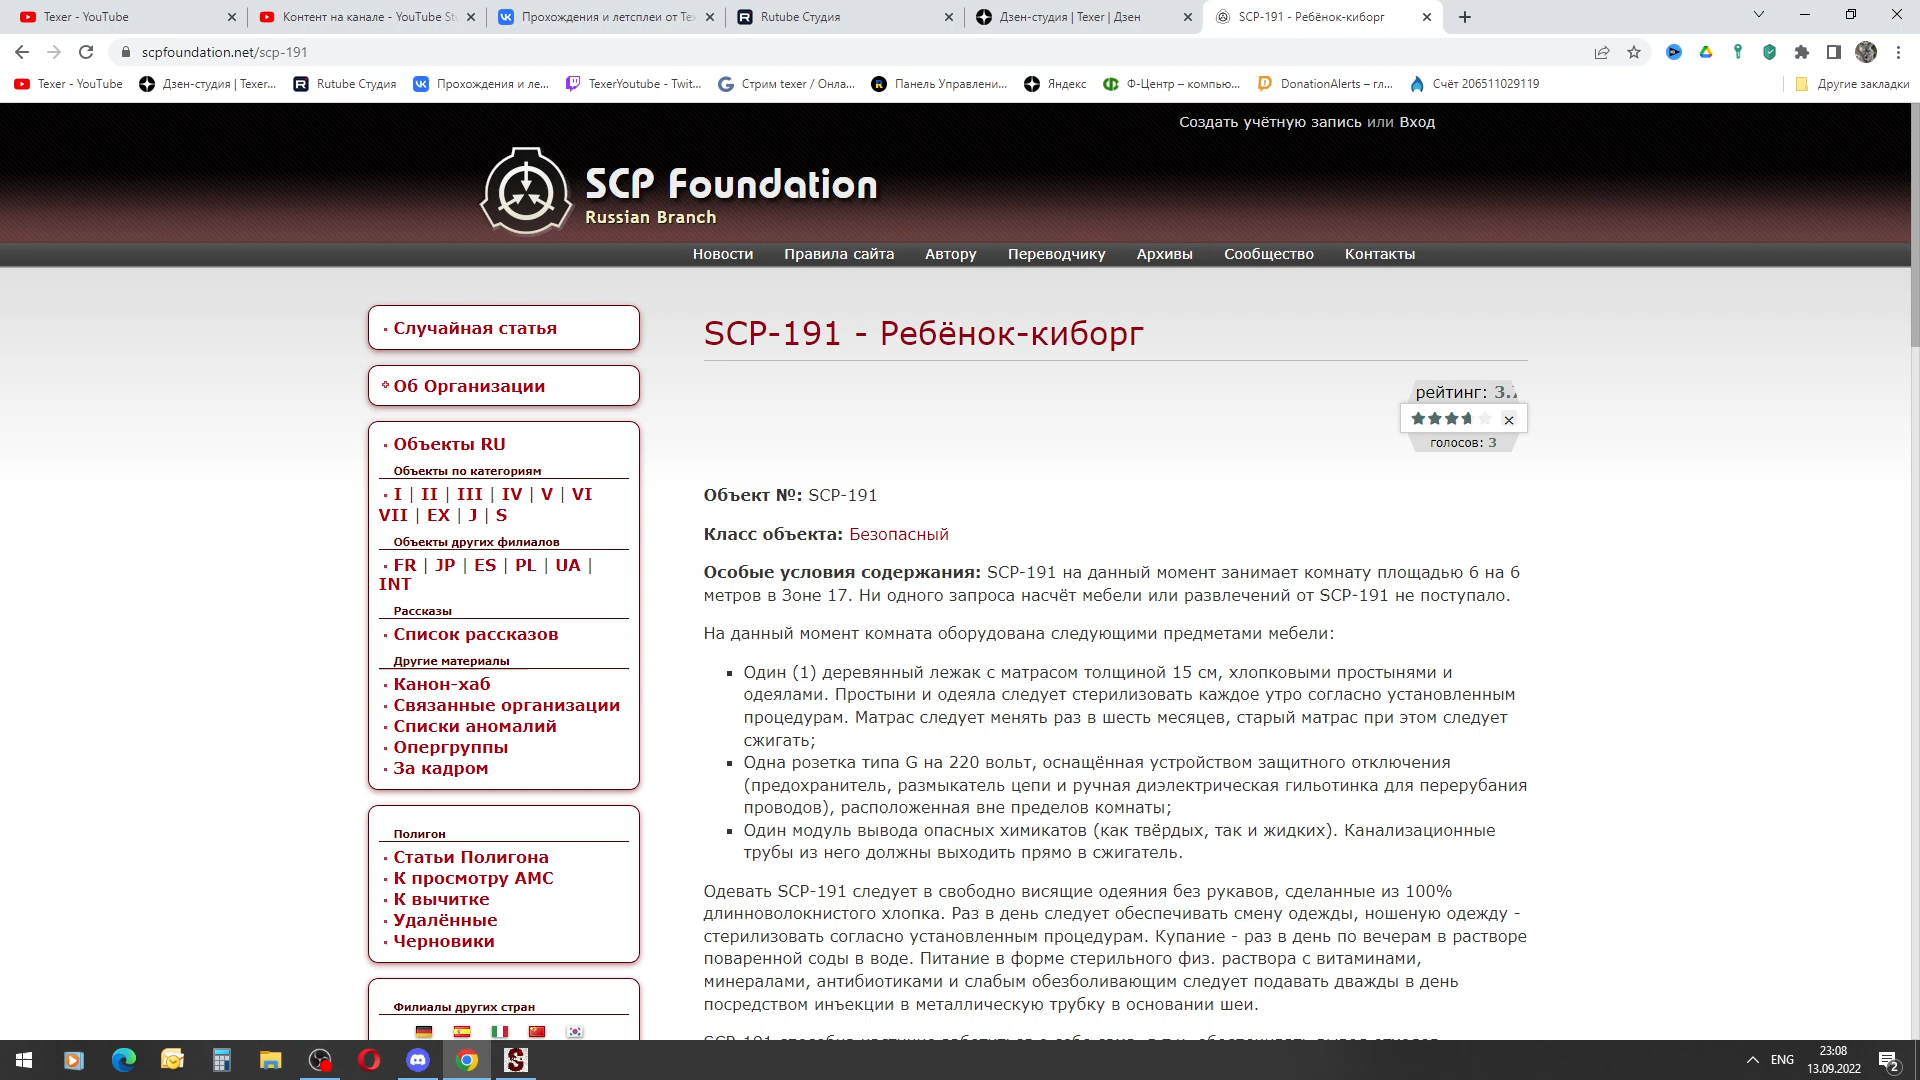 Texer - YouTube
Контент на канале - YouTube St
Прохождения и летсплеи от Tex
Rutube Студия
Дзен-студия | Texer | Дзен
SCP-191 - Ребёнок-киборг
scpfoundation.net/scp-191
Texer - YouTube
Дзен-студия | Texer...
Rutube Студия
Прохождения и ле...
TexerYoutube - Twit...
Стрим texer / Онла...
Панель Управлени...
Яндекс
Ф-Центр – компью...
DonationAlerts – гл...
Счёт 206511029119
Другие закладки
Создать учётную запись или Вход
SCP Foundation
Russian Branch
Новости Правила сайта Автору Переводчику Архивы Сообщество Контакты
Случайная статья
Об Организации
Объекты RU
Объекты по категориям
I | II | III | IV | V | VI
VII | EX | J | S
Объекты других филиалов
FR | JP | ES | PL | UA |
INT
Рассказы
Список рассказов
Другие материалы
Канон-хаб
Связанные организации
Списки аномалий
Опергруппы
За кадром
Полигон
Статьи Полигона
К просмотру АМС
К вычитке
Удалённые
Черновики
Филиалы других стран
SCP-191 - Ребёнок-киборг
рейтинг: 3.
голосов: 3
Объект №: SCP-191
Класс объекта: Безопасный
Особые условия содержания: SCP-191 на данный момент занимает комнату площадью 6 на 6
метров в Зоне 17. Ни одного запроса насчёт мебели или развлечений от SCP-191 не поступало.
На данный момент комната оборудована следующими предметами мебели:
Один (1) деревянный лежак с матрасом толщиной 15 см, хлопковыми простынями и
одеялами. Простыни и одеяла следует стерилизовать каждое утро согласно установленным
процедурам. Матрас следует менять раз в шесть месяцев, старый матрас при этом следует
сжигать;
Одна розетка типа G на 220 вольт, оснащённая устройством защитного отключения
(предохранитель, размыкатель цепи и ручная диэлектрическая гильотинка для перерубания
проводов), расположенная вне пределов комнаты;
Один модуль вывода опасных химикатов (как твёрдых, так и жидких). Канализационные
трубы из него должны выходить прямо в сжигатель.
Одевать SCP-191 следует в свободно висящие одеяния без рукавов, сделанные из 100%
длинноволокнистого хлопка. Раз в день следует обеспечивать смену одежды, ношеную одежду -
стерилизовать согласно установленным процедурам. Купание - раз в день по вечерам в растворе
поваренной соды в воде. Питание в форме стерильного физ. раствора с витаминами,
минералами, антибиотиками и слабым обезболивающим следует подавать дважды в день
посредством инъекции в металлическую трубку в основании шеи.
ENG
23:08
13.09.2022
2